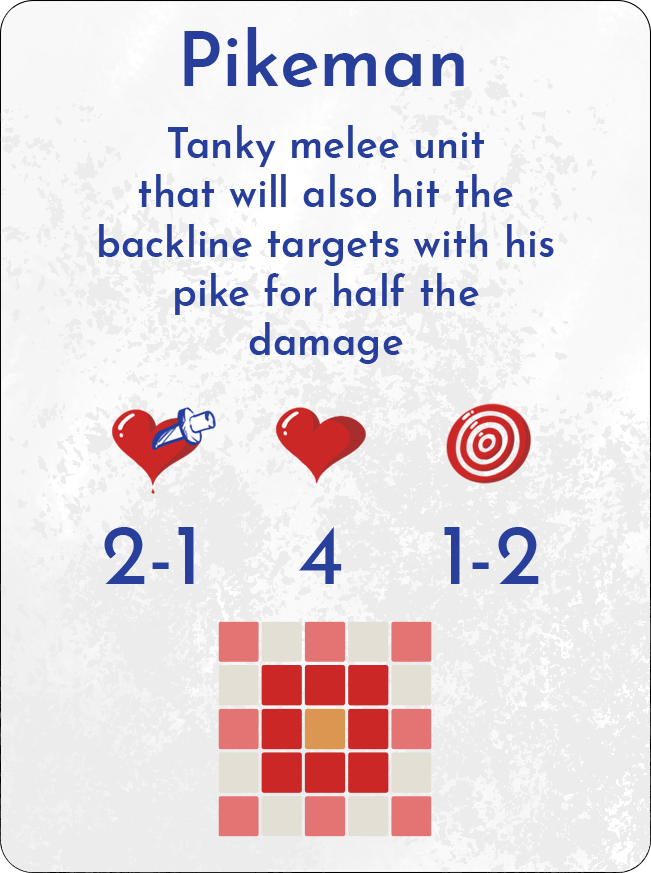 Pikeman
Tanky melee unit
that will also hit the
backline targets with his
pike for half the
damage
2-1 4 1-2